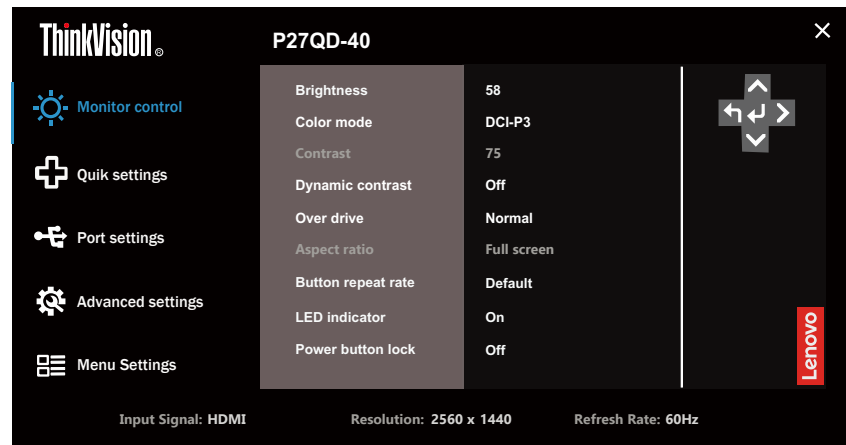 ThinkVision ®
P27QD-40
Monitor control
Quik settings
Port settings
Advanced settings
Menu Settings
Brightness 58
Color mode DCI-P3
Contrast 75
Dynamic contrast Off
Over drive Normal
Aspect ratio Full screen
Button repeat rate Default
LED indicator On
Power button lock Off
Lenovo
Input Signal: HDMI Resolution: 2560 x 1440 Refresh Rate: 60Hz